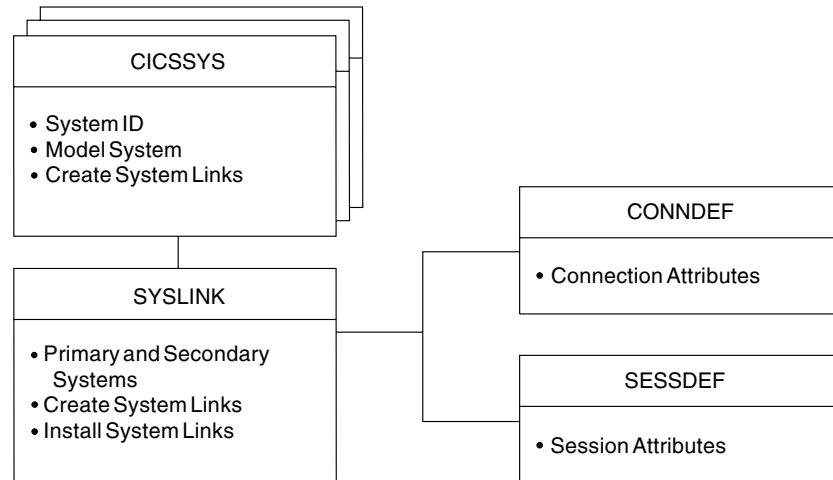 CICSSYS
• System ID
• Model System
• Create System Links
SYSLINK
• Primary and Secondary
Systems
• Create System Links
• Install System Links
CONNDEF
• Connection Attributes
SESSDEF
• Session Attributes